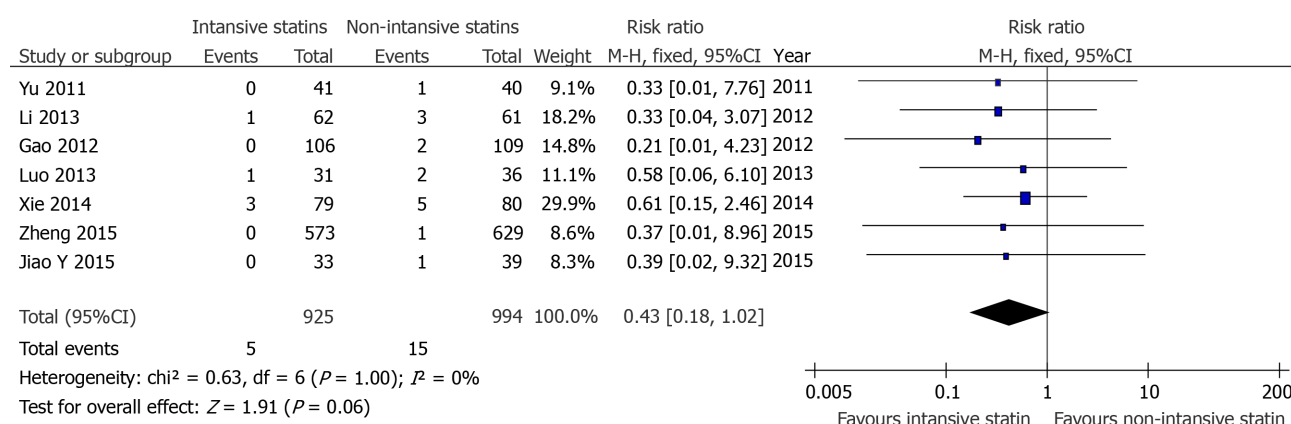 Intansive statins Non-intansive statins Risk ratio Risk ratio
Study or subgroup Events Total Events Total Weight M-H, fixed, 95%CI Year M-H, fixed, 95%CI
Yu 2011 0 41 1 40 9.1% 0.33 [0.01, 7.76] 2011
Li 2013 1 62 3 61 18.2% 0.33 [0.04, 3.07] 2012
Gao 2012 0 106 2 109 14.8% 0.21 [0.01, 4.23] 2012
Luo 2013 1 31 2 36 11.1% 0.58 [0.06, 6.10] 2013
Xie 2014 3 79 5 80 29.9% 0.61 [0.15, 2.46] 2014
Zheng 2015 0 573 1 629 8.6% 0.37 [0.01, 8.96] 2015
Jiao Y 2015 0 33 1 39 8.3% 0.39 [0.02, 9.32] 2015
Total (95%CI) 925 994 100.0% 0.43 [0.18, 1.02]
Total events 5 15
Heterogeneity: chi² = 0.63, df = 6 (P = 1.00); I² = 0%
Test for overall effect: Z = 1.91 (P = 0.06)
0.005 0.1 1 10 200
Favours intansive statin Favours non-intansive statin